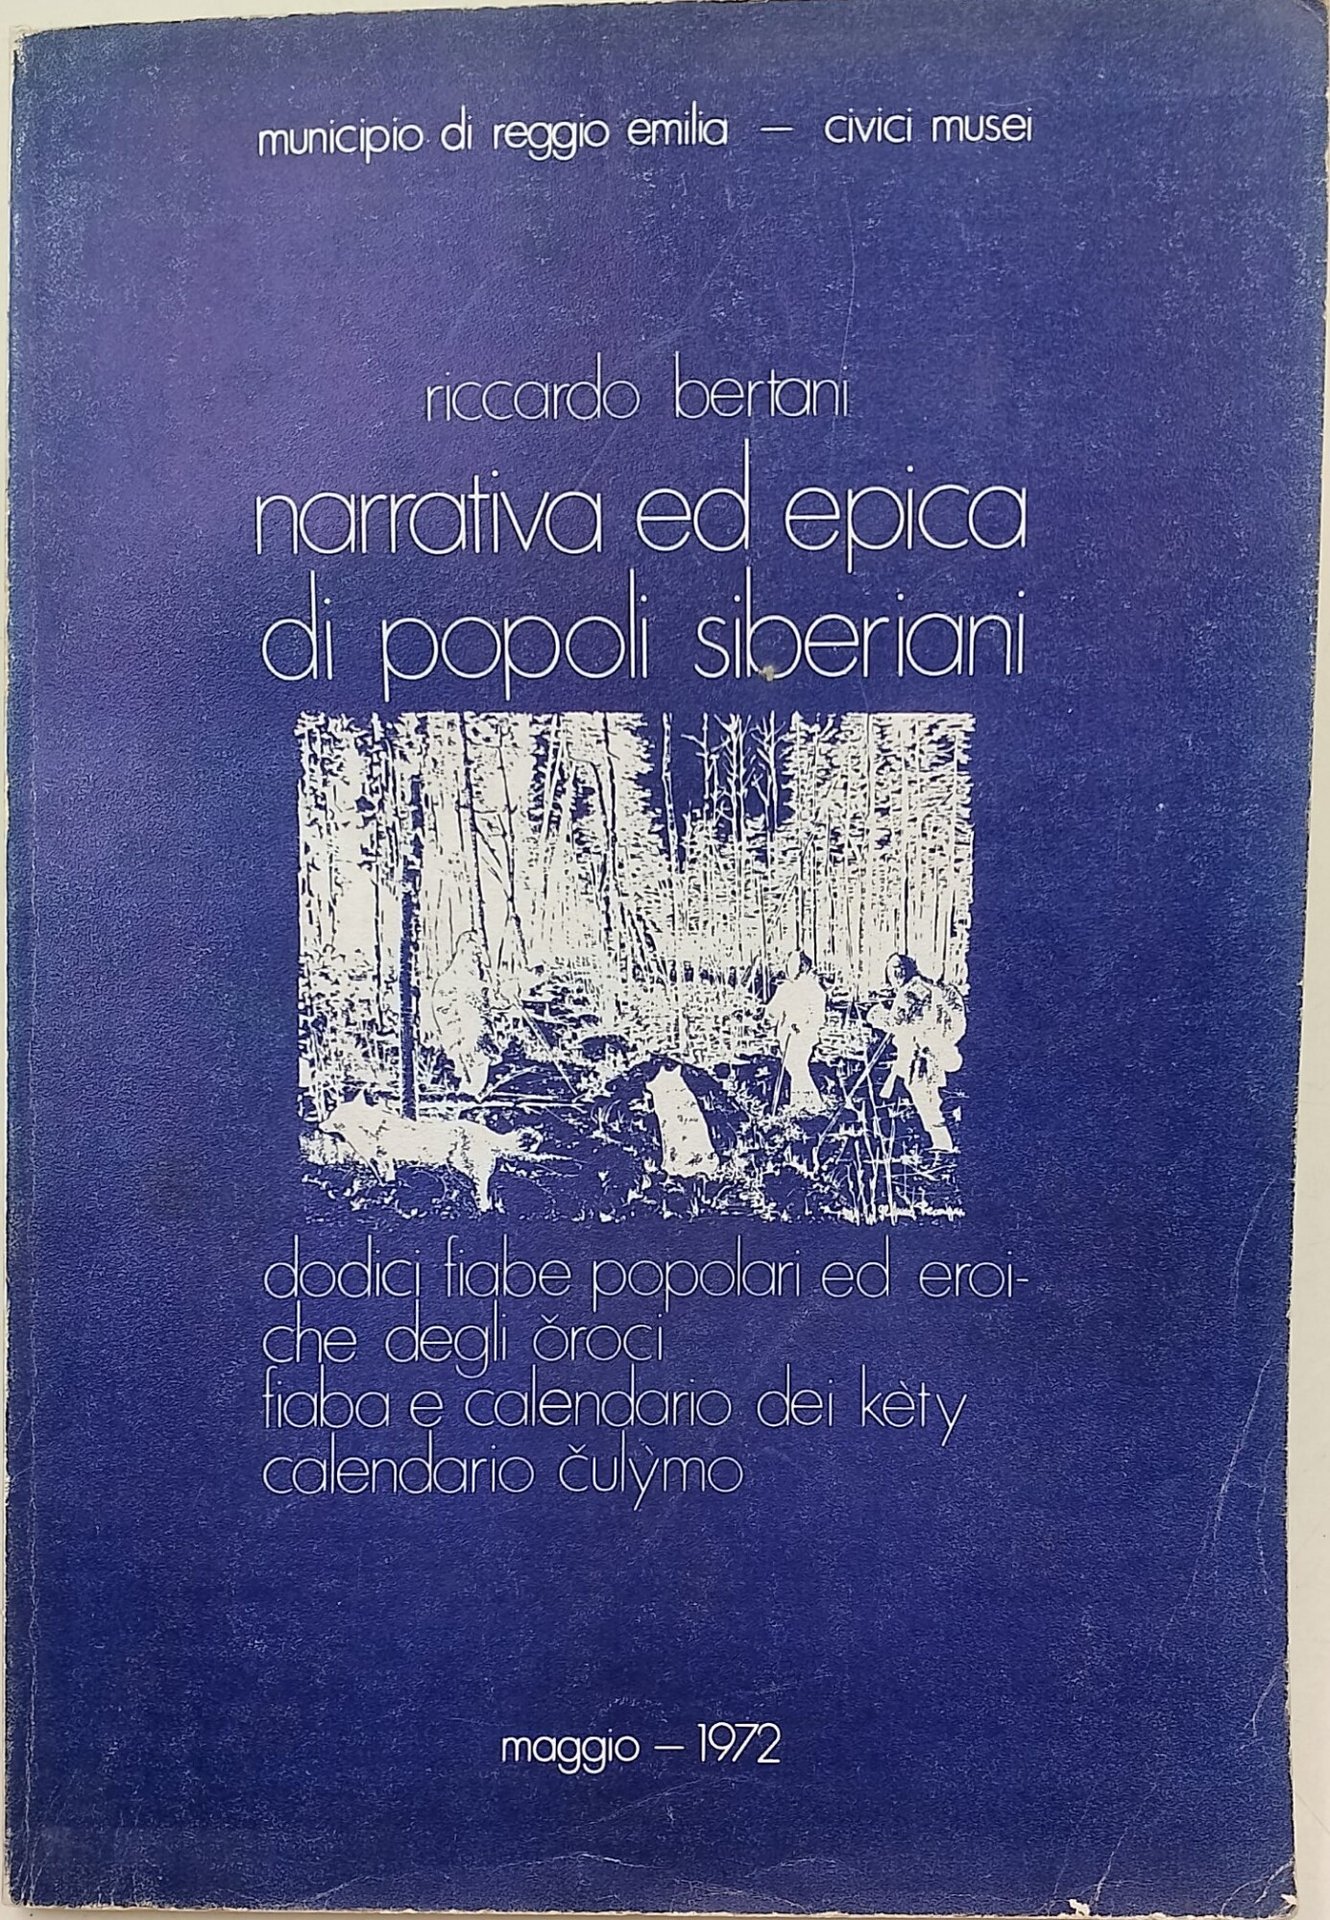 municipio di reggio emilia — civici musei
riccardo bertani
narrativa ed epica
di popoli siberiani
dodici fiabe popolari ed eroi-
che degli ǒroci
fiaba e calendario dei kèty
calendario čulỳmo
maggio — 1972